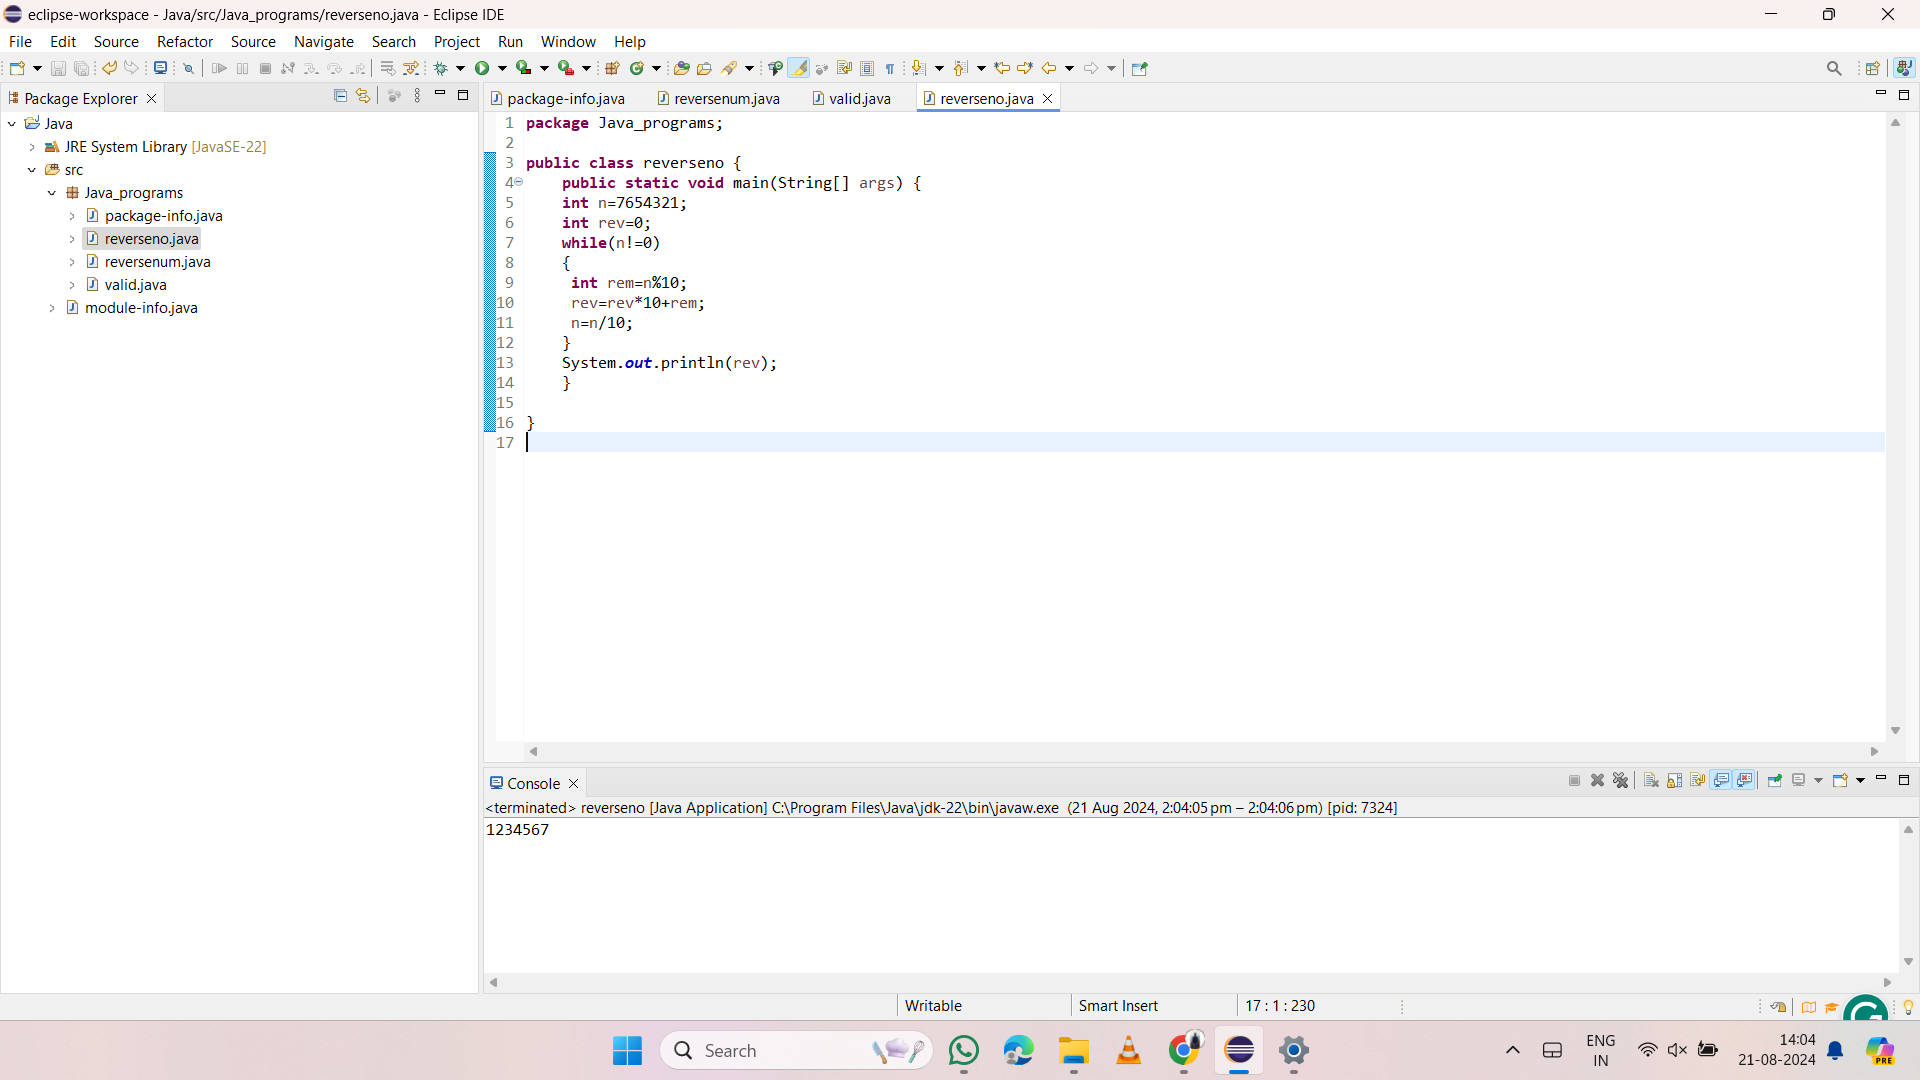 eclipse-workspace - Java/src/Java_programs/reverseno.java - Eclipse IDE
File Edit Source Refactor Source Navigate Search Project Run Window Help
Package Explorer
Java
JRE System Library [JavaSE-22]
src
Java_programs
package-info.java
reverseno.java
reversenum.java
valid.java
module-info.java
package-info.java reversenum.java valid.java reverseno.java
1 package Java_programs;
2
3 public class reverseno {
4 public static void main(String[] args) {
5 int n=7654321;
6 int rev=0;
7 while(n!=0)
8 {
9 int rem=n%10;
10 rev=rev*10+rem;
11 n=n/10;
12 }
13 System.out.println(rev);
14 }
15
16 }
17
Console
<terminated> reverseno [Java Application] C:\Program Files\Java\jdk-22\bin\javaw.exe (21 Aug 2024, 2:04:05 pm – 2:04:06 pm) [pid: 7324]
1234567
Writable Smart Insert 17 : 1 : 230
Search
ENG
IN
14:04
21-08-2024
PRE